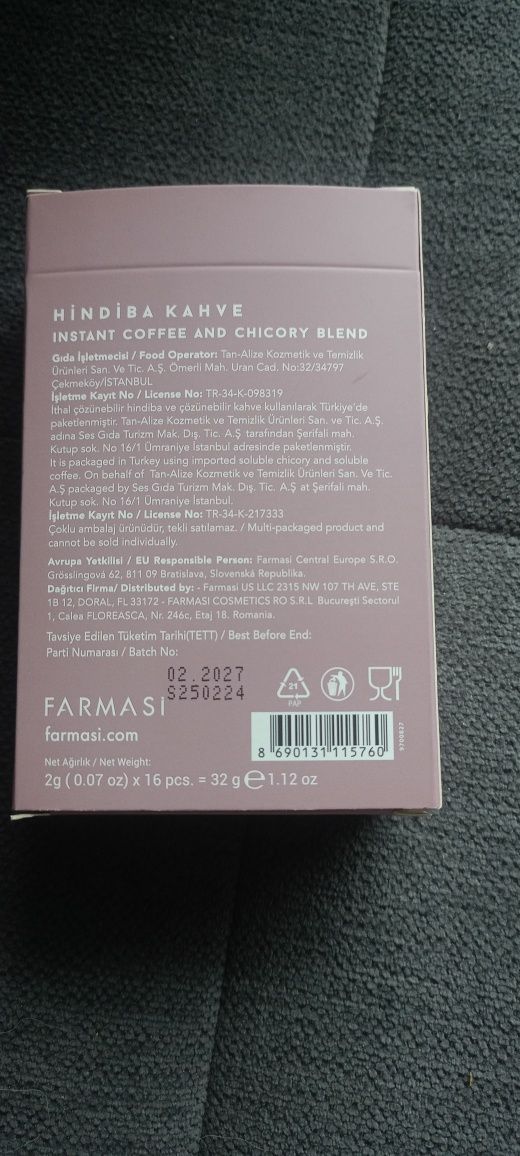 HİNDİBA KAHVE
INSTANT COFFEE AND CHICORY BLEND
Gıda İşletmecisi / Food Operator: Tan-Alize Kozmetik ve Temizlik
Ürünleri San. Ve Tic. A.Ş. Ömerli Mah. Uran Cad. No:32/34797
Çekmeköy/İSTANBUL
İşletme Kayıt No / License No: TR-34-K-098319
İthal çözünebilir hindiba ve çözünebilir kahve kullanılarak Türkiye'de
paketlenmiştir. Tan-Alize Kozmetik ve Temizlik Ürünleri San. ve Tic. A.Ş.
adına Ses Gıda Turizm Mak. Dış. Tic. A.Ş tarafından Şerifali mah.
Kutup sok. No 16/1 Ümraniye İstanbul adresinde paketlenmiştir.
It is packaged in Turkey using imported soluble chicory and soluble
coffee. On behalf of Tan-Alize Kozmetik ve Temizlik Ürünleri San. Ve Tic.
A.Ş packaged by Ses Gıda Turizm Mak. Dış. Tic. A.Ş at Şerifali mah.
Kutup sok. No 16/1 Ümraniye İstanbul.
İşletme Kayıt No / License No: TR-34-K-217333
Çoklu ambalaj ürünüdür, tekli satılamaz. / Multi-packaged product and
cannot be sold individually.
Avrupa Yetkilisi / EU Responsible Person: Farmasi Central Europe S.R.O.
Grösslingová 62, 811 09 Bratislava, Slovenská Republika.
Dağıtıcı Firma/ Distributed by: - Farmasi US LLC 2315 NW 107 TH AVE, STE
1B 12, DORAL, FL 33172 - FARMASI COSMETICS RO S.R.L Bucureşti Sectorul
1, Calea FLOREASCA, Nr. 246c, Etaj 18. Romania.
Tavsiye Edilen Tüketim Tarihi(TETT) / Best Before End:
Parti Numarası / Batch No:
02.2027
S250224
21
PAP
FARMASi
farmasi.com
8 690131 115760
9700827
Net Ağırlık / Net Weight:
2g ( 0.07 oz) x 16 pcs. = 32 g ℮ 1.12 oz